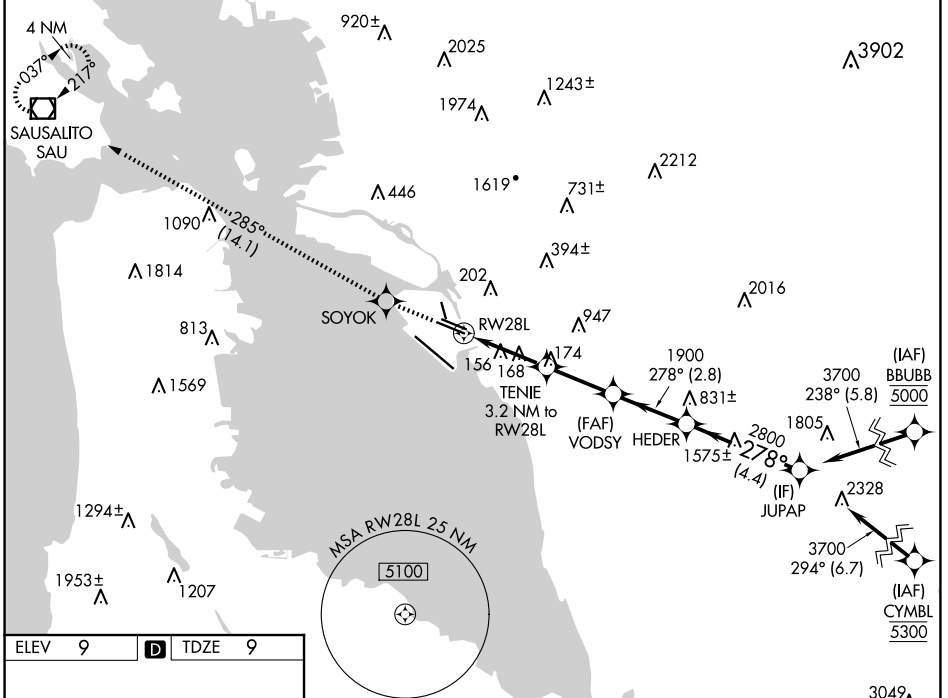 4 NM
037°
217°
SAUSALITO
SAU
920±
2025
1974
1243±
3902
446
1619
731±
2212
1090
285°
(14.1)
1814
394±
202
2016
SOYOK
RW28L
947
813
156
168
174
1569
TENIE
3.2 NM to
RW28L
1900
278° (2.8)
831±
(FAF)
VODSY
HEDER
1575±
2800
278°
(4.4)
1805
3700
238° (5.8)
(IAF)
BBUBB
5000
(IF)
JUPAP
2328
3700
294° (6.7)
(IAF)
CYMBL
5300
1294±
1953±
1207
MSA RW28L 25 NM
5100
ELEV 9 D TDZE 9
3049